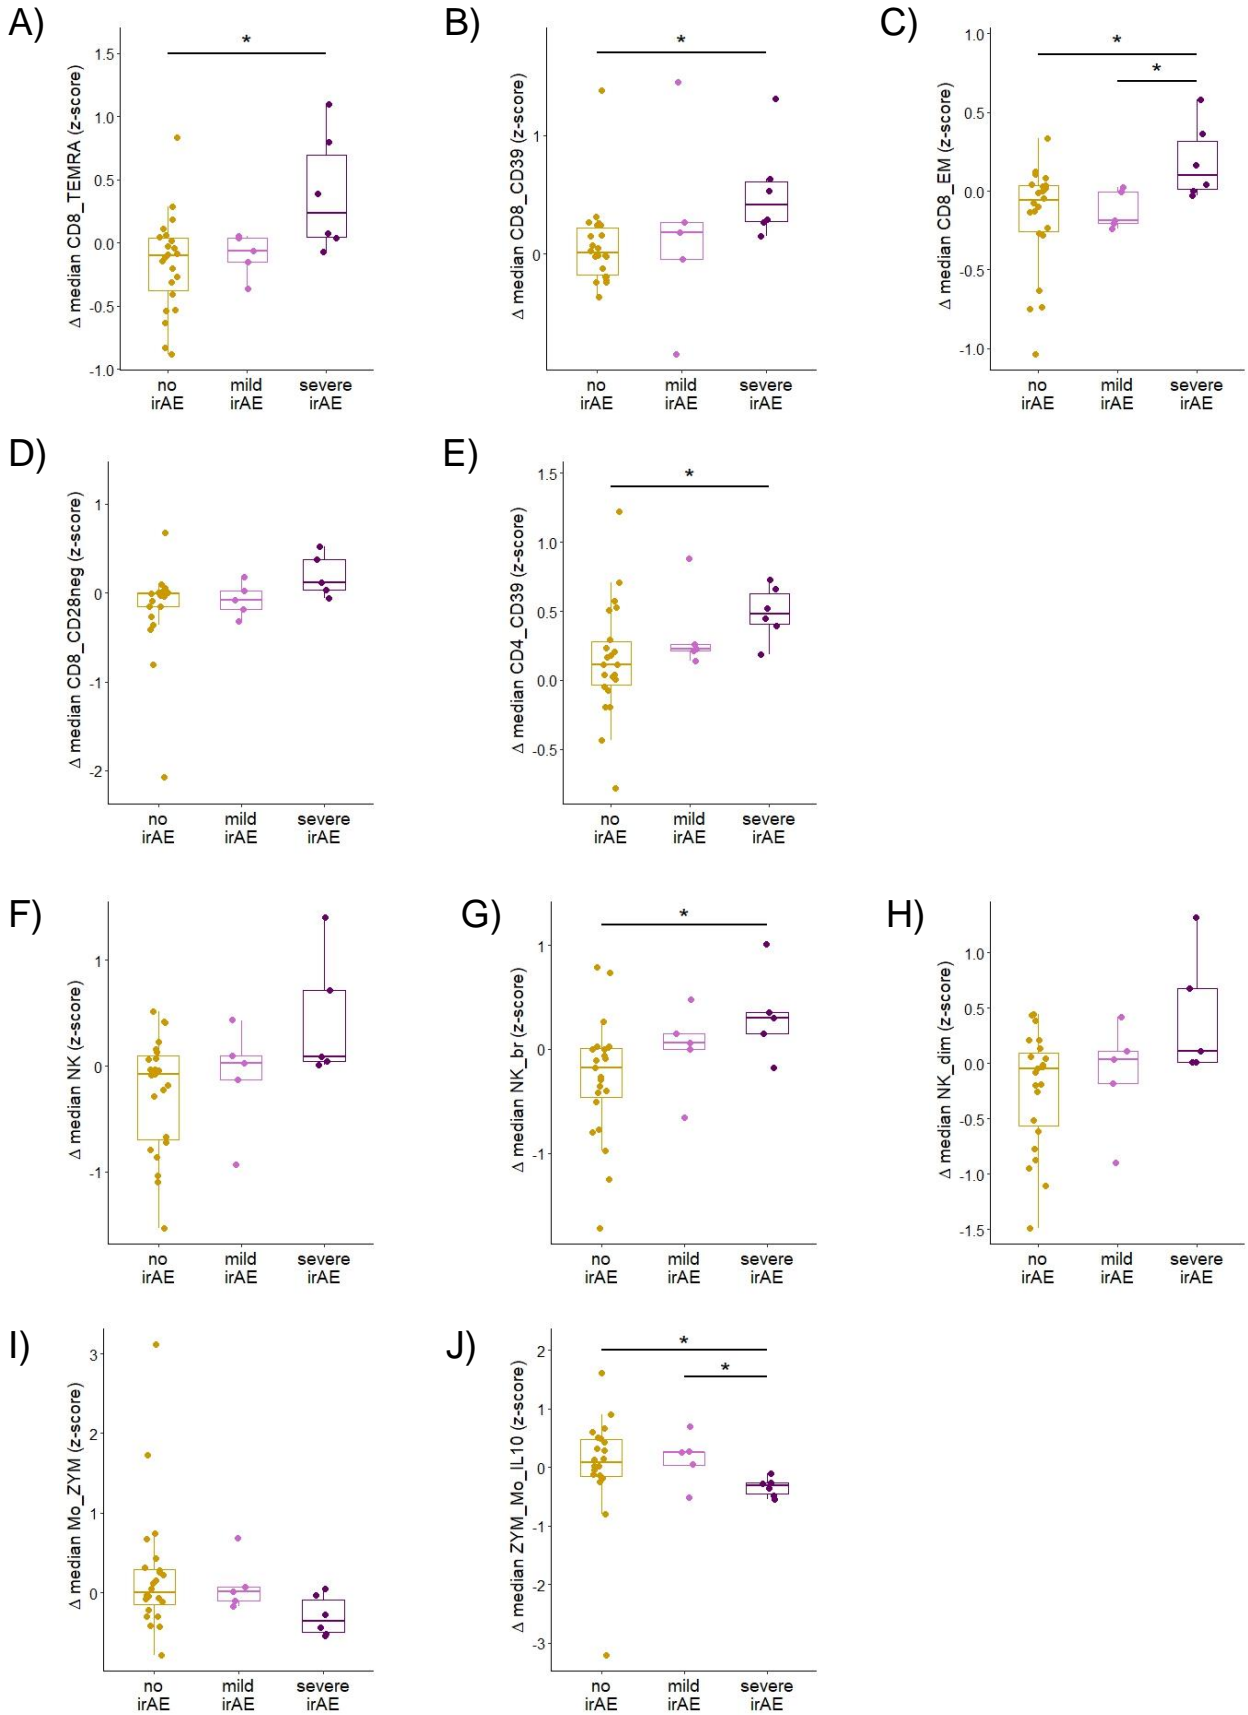 A)
Δ median CD8_TEMRA (z-score)
*
1.5
1.0
0.5
0.0
-0.5
-1.0
no irAE
mild irAE
severe irAE
B)
Δ median CD8_CD39 (z-score)
*
1
0
no irAE
mild irAE
severe irAE
C)
Δ median CD8_EM (z-score)
*
*
1.0
0.5
0.0
-0.5
-1.0
no irAE
mild irAE
severe irAE
D)
Δ median CD8_CD28neg (z-score)
1
0
-1
-2
no irAE
mild irAE
severe irAE
E)
Δ median CD4_CD39 (z-score)
*
1.5
1.0
0.5
0.0
-0.5
no irAE
mild irAE
severe irAE
F)
Δ median NK (z-score)
1
0
-1
no irAE
mild irAE
severe irAE
G)
Δ median NK_br (z-score)
*
1
0
-1
no irAE
mild irAE
severe irAE
H)
Δ median NK_dim (z-score)
1.0
0.5
0.0
-0.5
-1.0
-1.5
no irAE
mild irAE
severe irAE
I)
Δ median Mo_ZYM (z-score)
3
2
1
0
no irAE
mild irAE
severe irAE
J)
Δ median ZYM_Mo_IL10 (z-score)
*
*
2
1
0
-1
-2
-3
no irAE
mild irAE
severe irAE